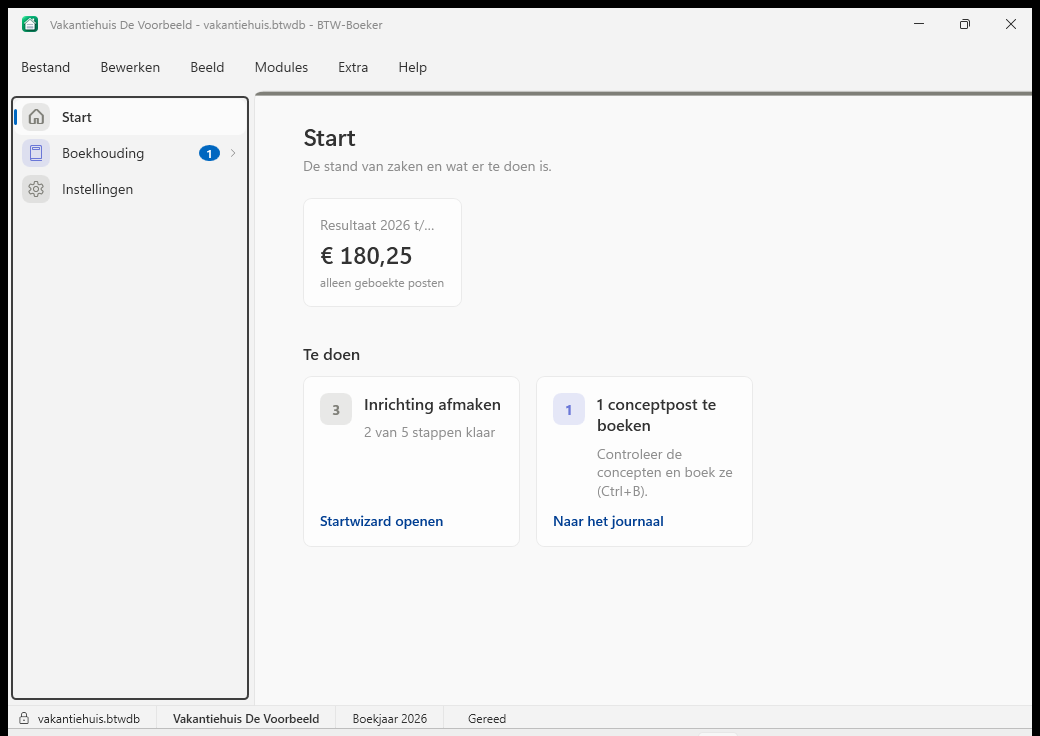 Vakantiehuis De Voorbeeld - vakantiehuis.btwdb - BTW-Boeker
Bestand Bewerken Beeld Modules Extra Help
Start
Boekhouding 1
Instellingen
Start
De stand van zaken en wat er te doen is.
Resultaat 2026 t/...
€ 180,25
alleen geboekte posten
Te doen
3 Inrichting afmaken
2 van 5 stappen klaar
Startwizard openen
1 1 conceptpost te
boeken
Controleer de
concepten en boek ze
(Ctrl+B).
Naar het journaal
vakantiehuis.btwdb Vakantiehuis De Voorbeeld Boekjaar 2026 Gereed